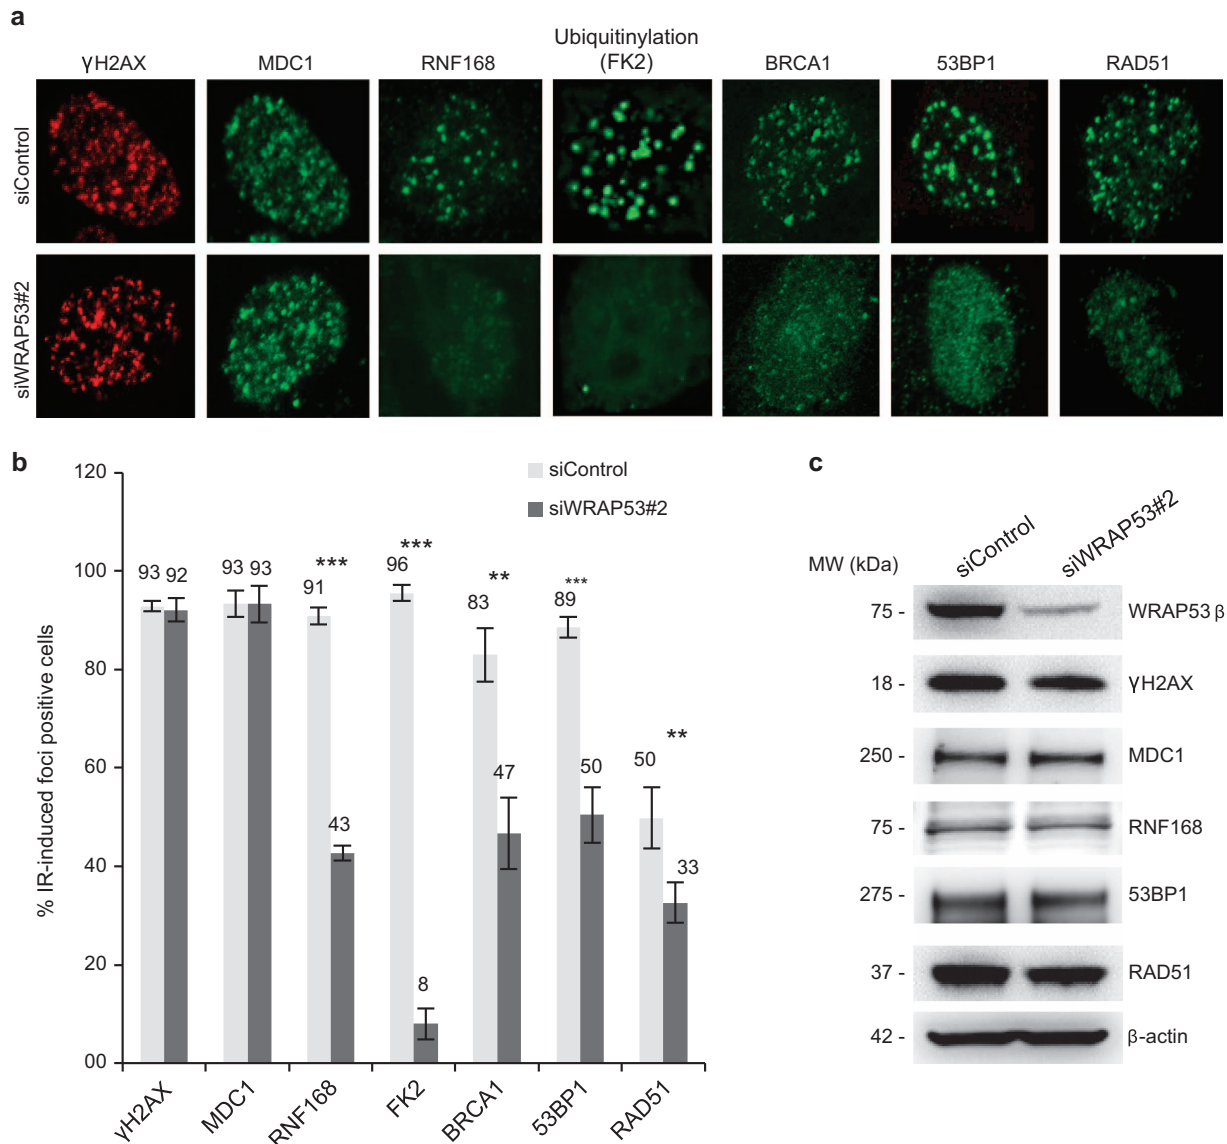 a
γH2AX
MDC1
RNF168
Ubiquitinylation
(FK2)
BRCA1
53BP1
RAD51
siControl
siWRAP53#2
b
% IR-induced foci positive cells
120
100
80
60
40
20
00
siControl
siWRAP53#2
93 92
93 93
91
***
43
96
***
8
83
**
47
89
***
50
50
**
33
γH2AX
MDC1
RNF168
FK2
BRCA1
53BP1
RAD51
c
MW (kDa)
siControl
siWRAP53#2
75 - WRAP53β
18 - γH2AX
250 - MDC1
75 - RNF168
275 - 53BP1
37 - RAD51
42 - β-actin